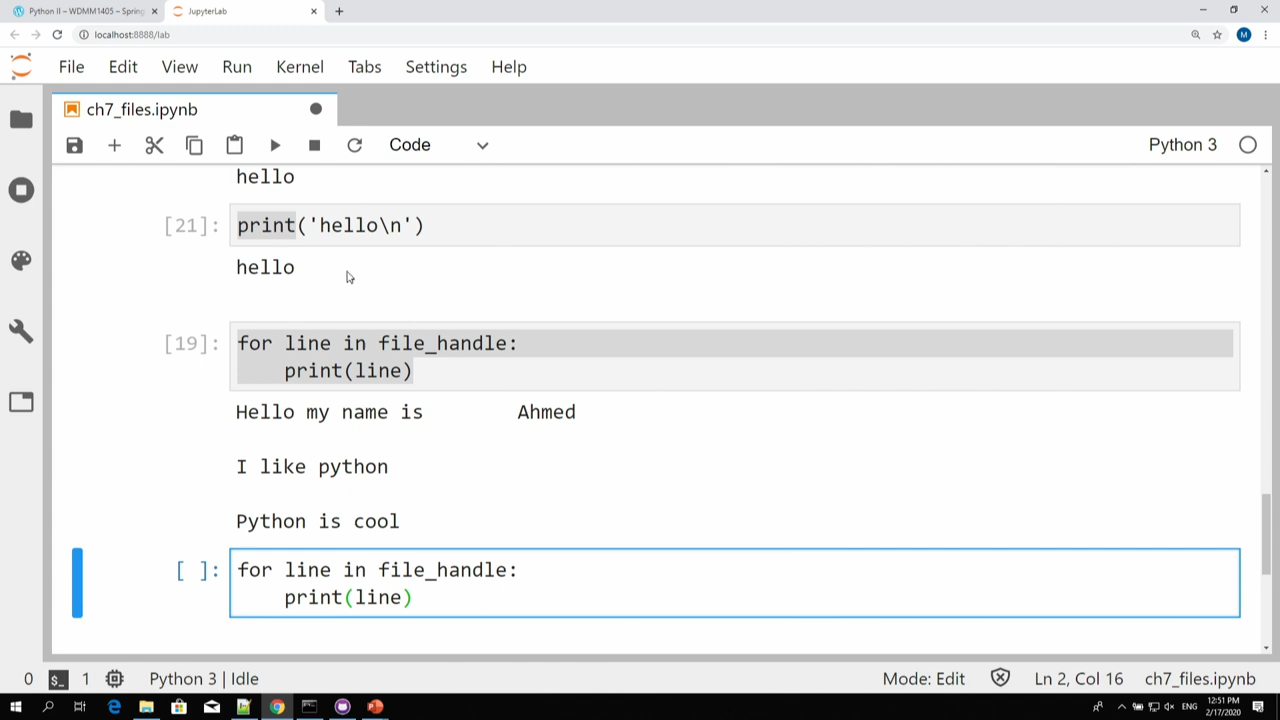 Python II – WDMM1405 – Spring
JupyterLab
localhost:8888/lab
M
File Edit View Run Kernel Tabs Settings Help
ch7_files.ipynb
Code
Python 3
hello
[21]: print('hello\n')
hello
[19]: for line in file_handle:
print(line)
Hello my name is Ahmed
I like python
Python is cool
[ ]: for line in file_handle:
print(line)
0 $_ 1 Python 3 | Idle Mode: Edit Ln 2, Col 16 ch7_files.ipynb
ENG
12:51 PM
2/17/2020